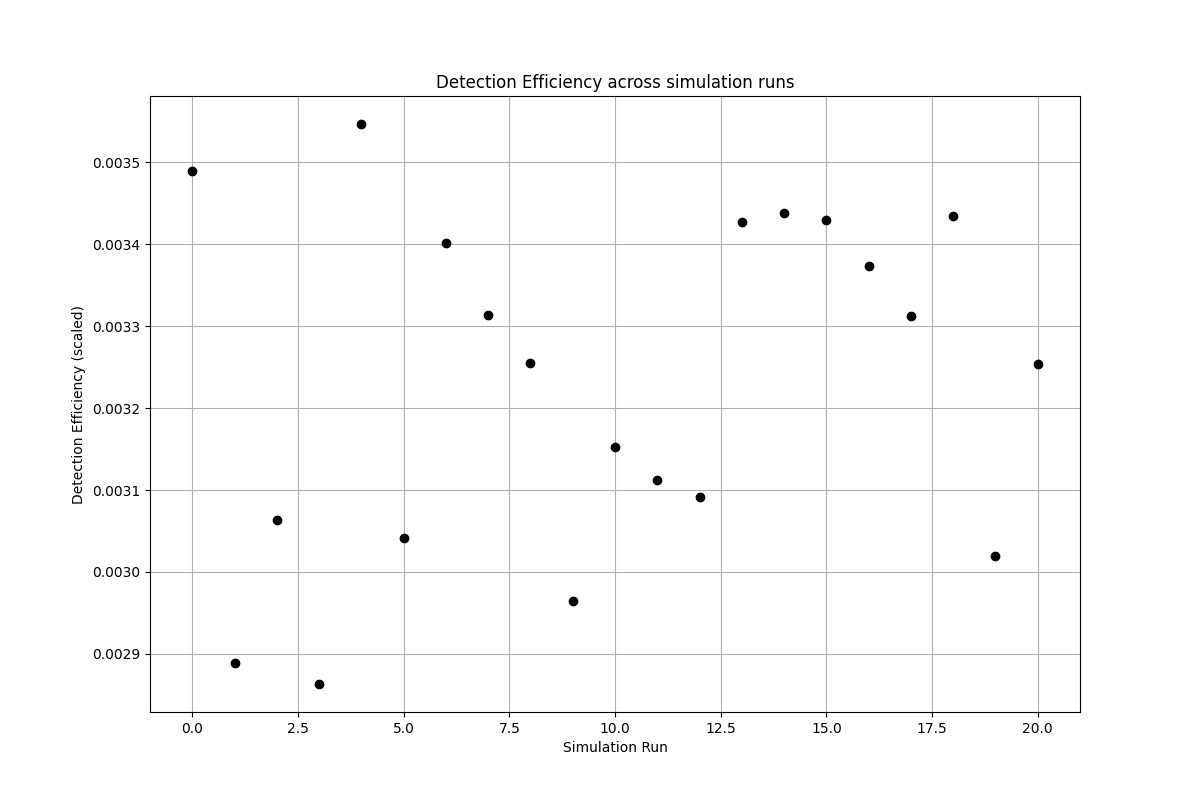 Detection Efficiency across simulation runs
Detection Efficiency (scaled)
0.0035
0.0034
0.0033
0.0032
0.0031
0.0030
0.0029
0.0 2.5 5.0 7.5 10.0 12.5 15.0 17.5 20.0
Simulation Run